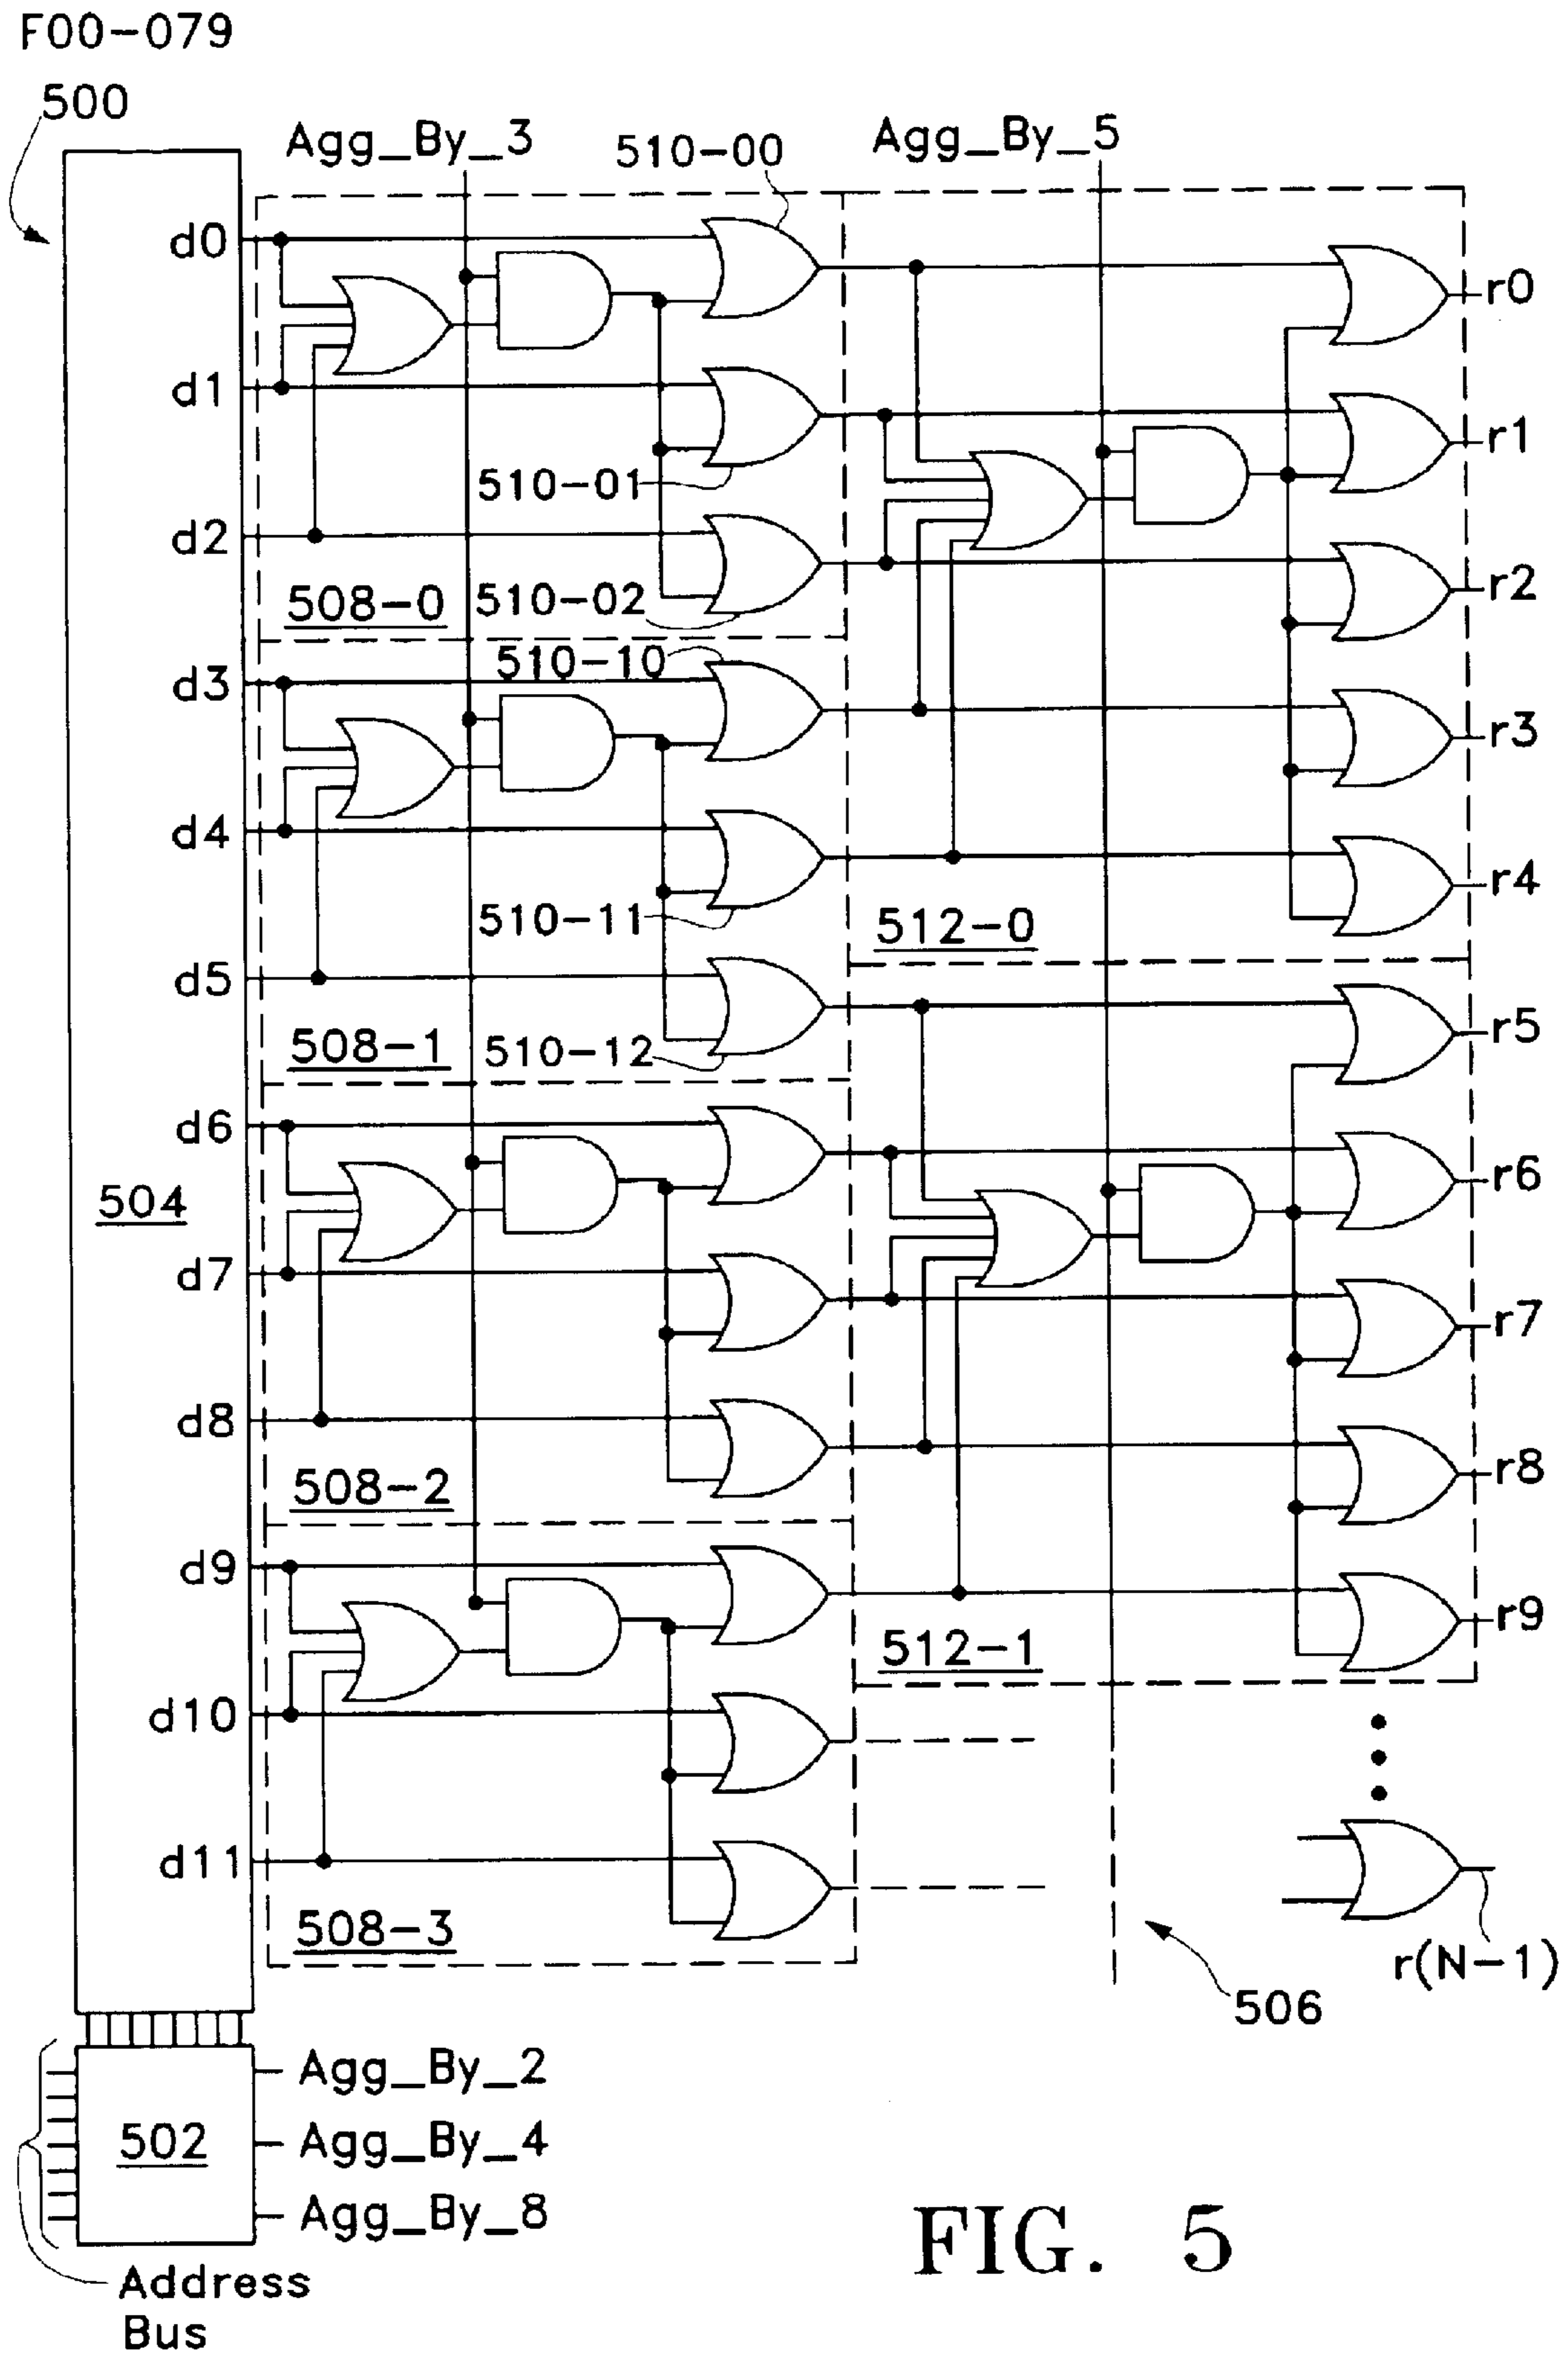 F00-079
500
Agg_By_3
510-00
Agg_By_5
d0
r0
d1
r1
510-01
d2
r2
508-0
510-02
510-10
d3
r3
d4
r4
510-11
512-0
d5
r5
508-1
510-12
d6
r6
504
d7
r7
d8
r8
508-2
d9
r9
512-1
d10
d11
508-3
r(N-1)
506
Agg_By_2
502
Agg_By_4
Agg_By_8
Address
Bus
FIG. 5